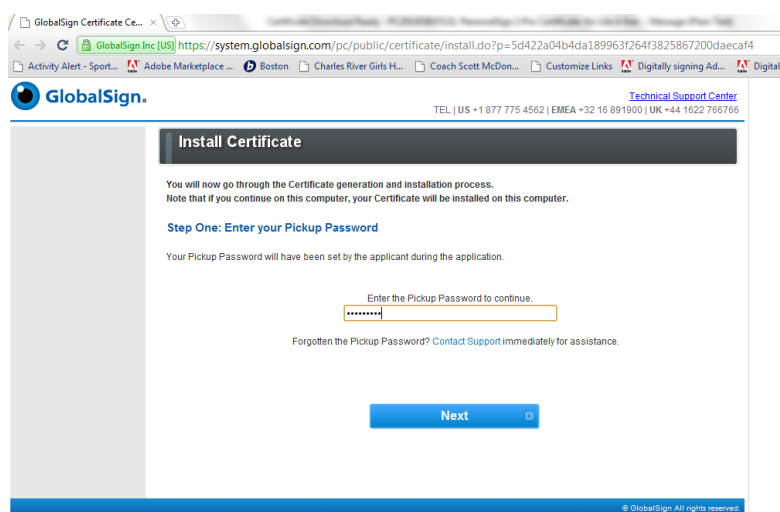 GlobalSign Certificate Ce...
GlobalSign Inc [US] https://system.globalsign.com/pc/public/certificate/install.do?p=5d422a04b4da189963f264f3825867200daecaf4
Activity Alert - Sport... Adobe Marketplace ... Boston Charles River Girls H... Coach Scott McDon... Customize Links Digitally signing Ad... Digital
GlobalSign.
Technical Support Center
TEL | US +1 877 775 4562 | EMEA +32 16 891900 | UK +44 1622 766766
Install Certificate
You will now go through the Certificate generation and installation process.
Note that if you continue on this computer, your Certificate will be installed on this computer.
Step One: Enter your Pickup Password
Your Pickup Password will have been set by the applicant during the application.
Enter the Pickup Password to continue.
•••••••••
Forgotten the Pickup Password? Contact Support immediately for assistance.
Next
© GlobalSign All rights reserved.